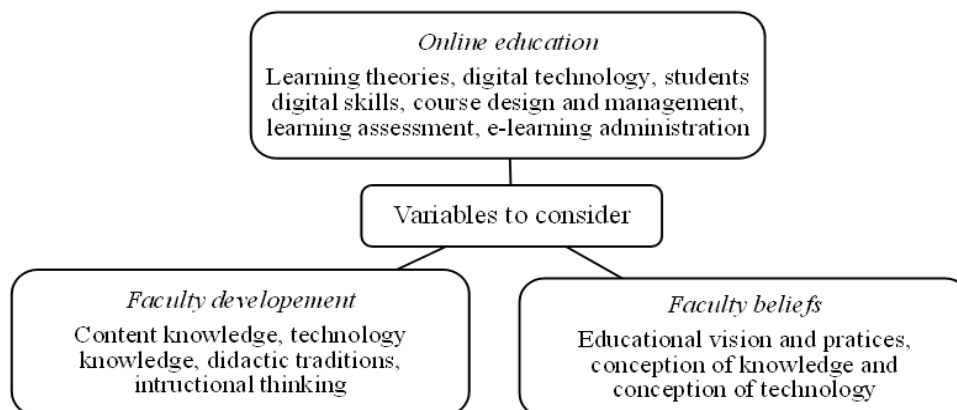 Online education
Learning theories, digital technology, students
digital skills, course design and management,
learning assessment, e-learning administration
Variables to consider
Faculty developement
Content knowledge, technology
knowledge, didactic traditions,
intructional thinking
Faculty beliefs
Educational vision and pratices,
conception of knowledge and
conception of technology